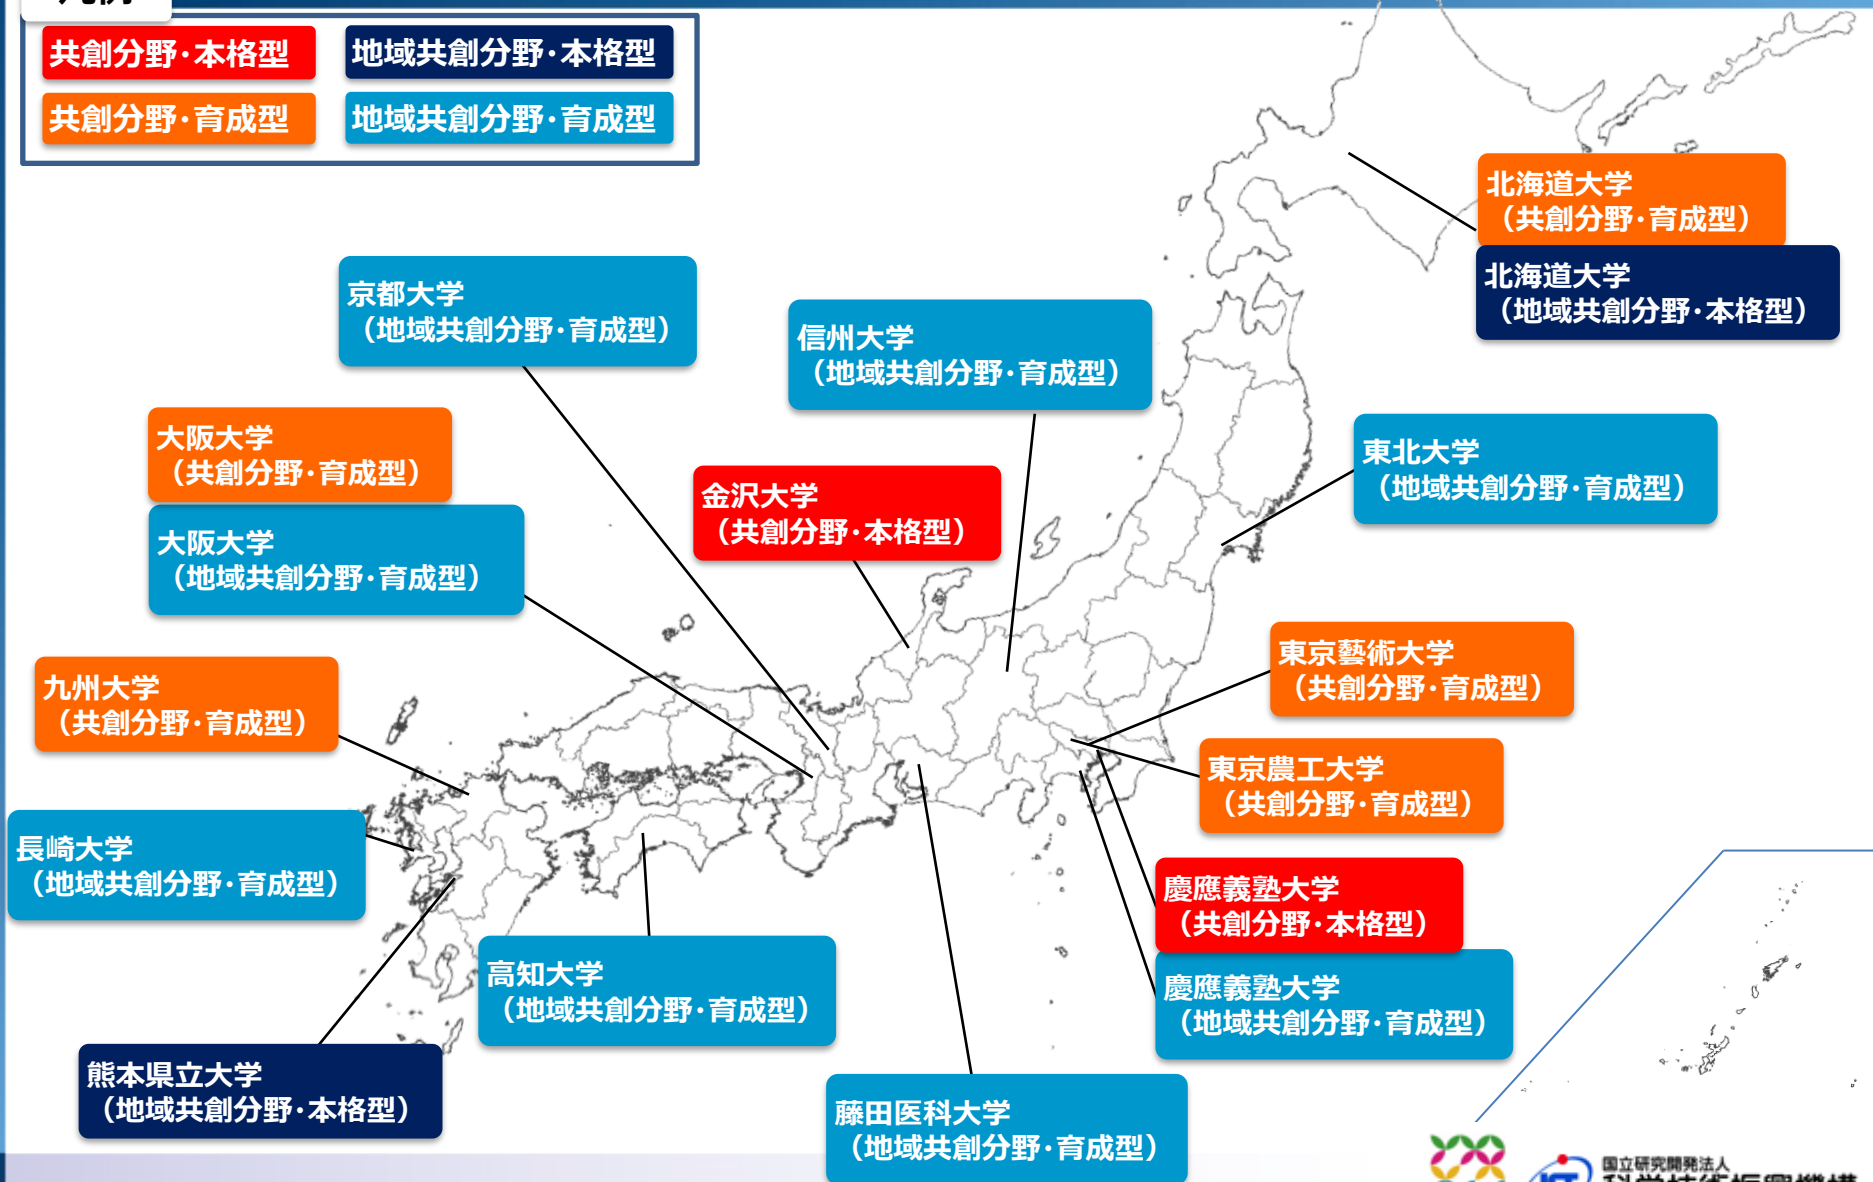 凡例
共創分野・本格型
地域共創分野・本格型
共創分野・育成型
地域共創分野・育成型
北海道大学
（共創分野・育成型）
北海道大学
（地域共創分野・本格型）
京都大学
（地域共創分野・育成型）
信州大学
（地域共創分野・育成型）
大阪大学
（共創分野・育成型）
大阪大学
（地域共創分野・育成型）
金沢大学
（共創分野・本格型）
東北大学
（地域共創分野・育成型）
九州大学
（共創分野・育成型）
東京藝術大学
（共創分野・育成型）
東京農工大学
（共創分野・育成型）
長崎大学
（地域共創分野・育成型）
慶應義塾大学
（共創分野・本格型）
慶應義塾大学
（地域共創分野・育成型）
高知大学
（地域共創分野・育成型）
熊本県立大学
（地域共創分野・本格型）
藤田医科大学
（地域共創分野・育成型）
JST
国立研究開発法人
科学技術振興機構